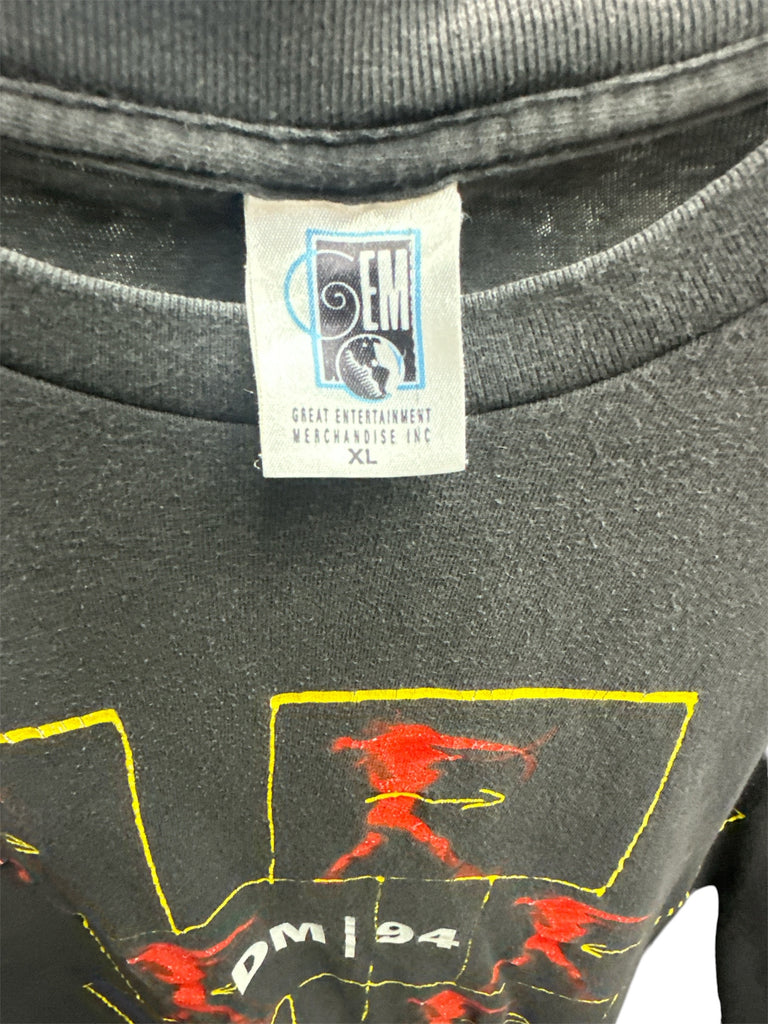 GEM
GREAT ENTERTAINMENT
MERCHANDISE INC
XL
DM|94